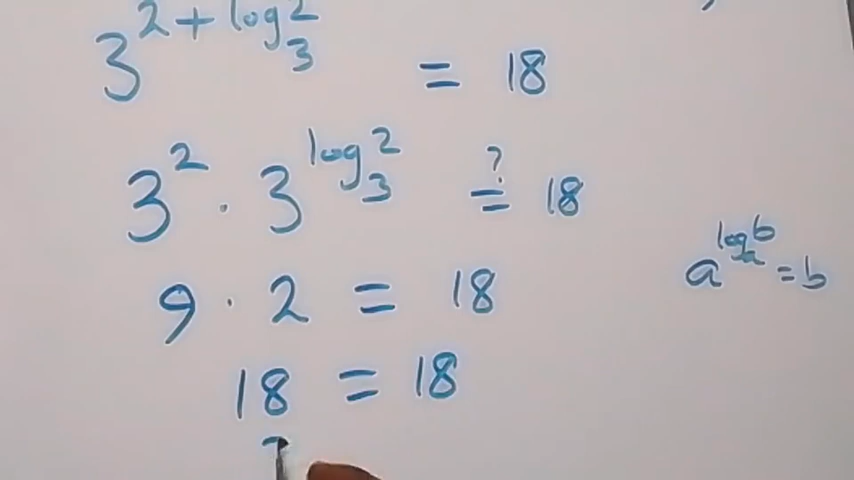 3^{2 + log_3 2} = 18
3^2 · 3^{log_3 2} ≟ 18
a^{log_a b} = b
9 · 2 = 18
18 = 18